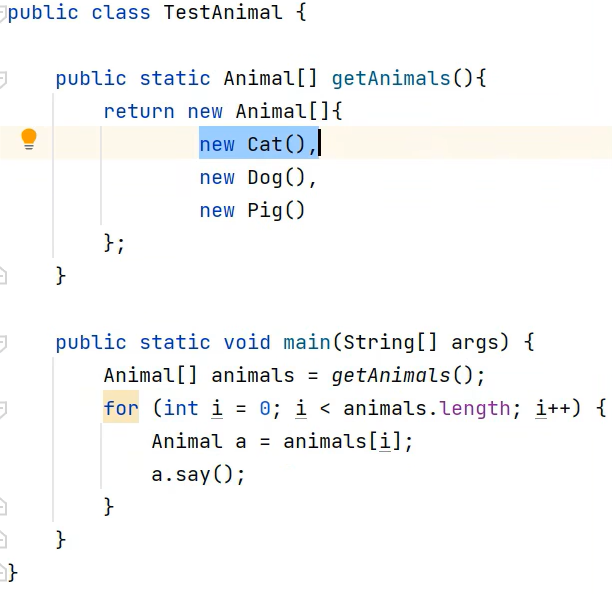 public class TestAnimal {
public static Animal[] getAnimals(){
return new Animal[]{
new Cat(),
new Dog(),
new Pig()
};
}
public static void main(String[] args) {
Animal[] animals = getAnimals();
for (int i = 0; i < animals.length; i++) {
Animal a = animals[i];
a.say();
}
}
}